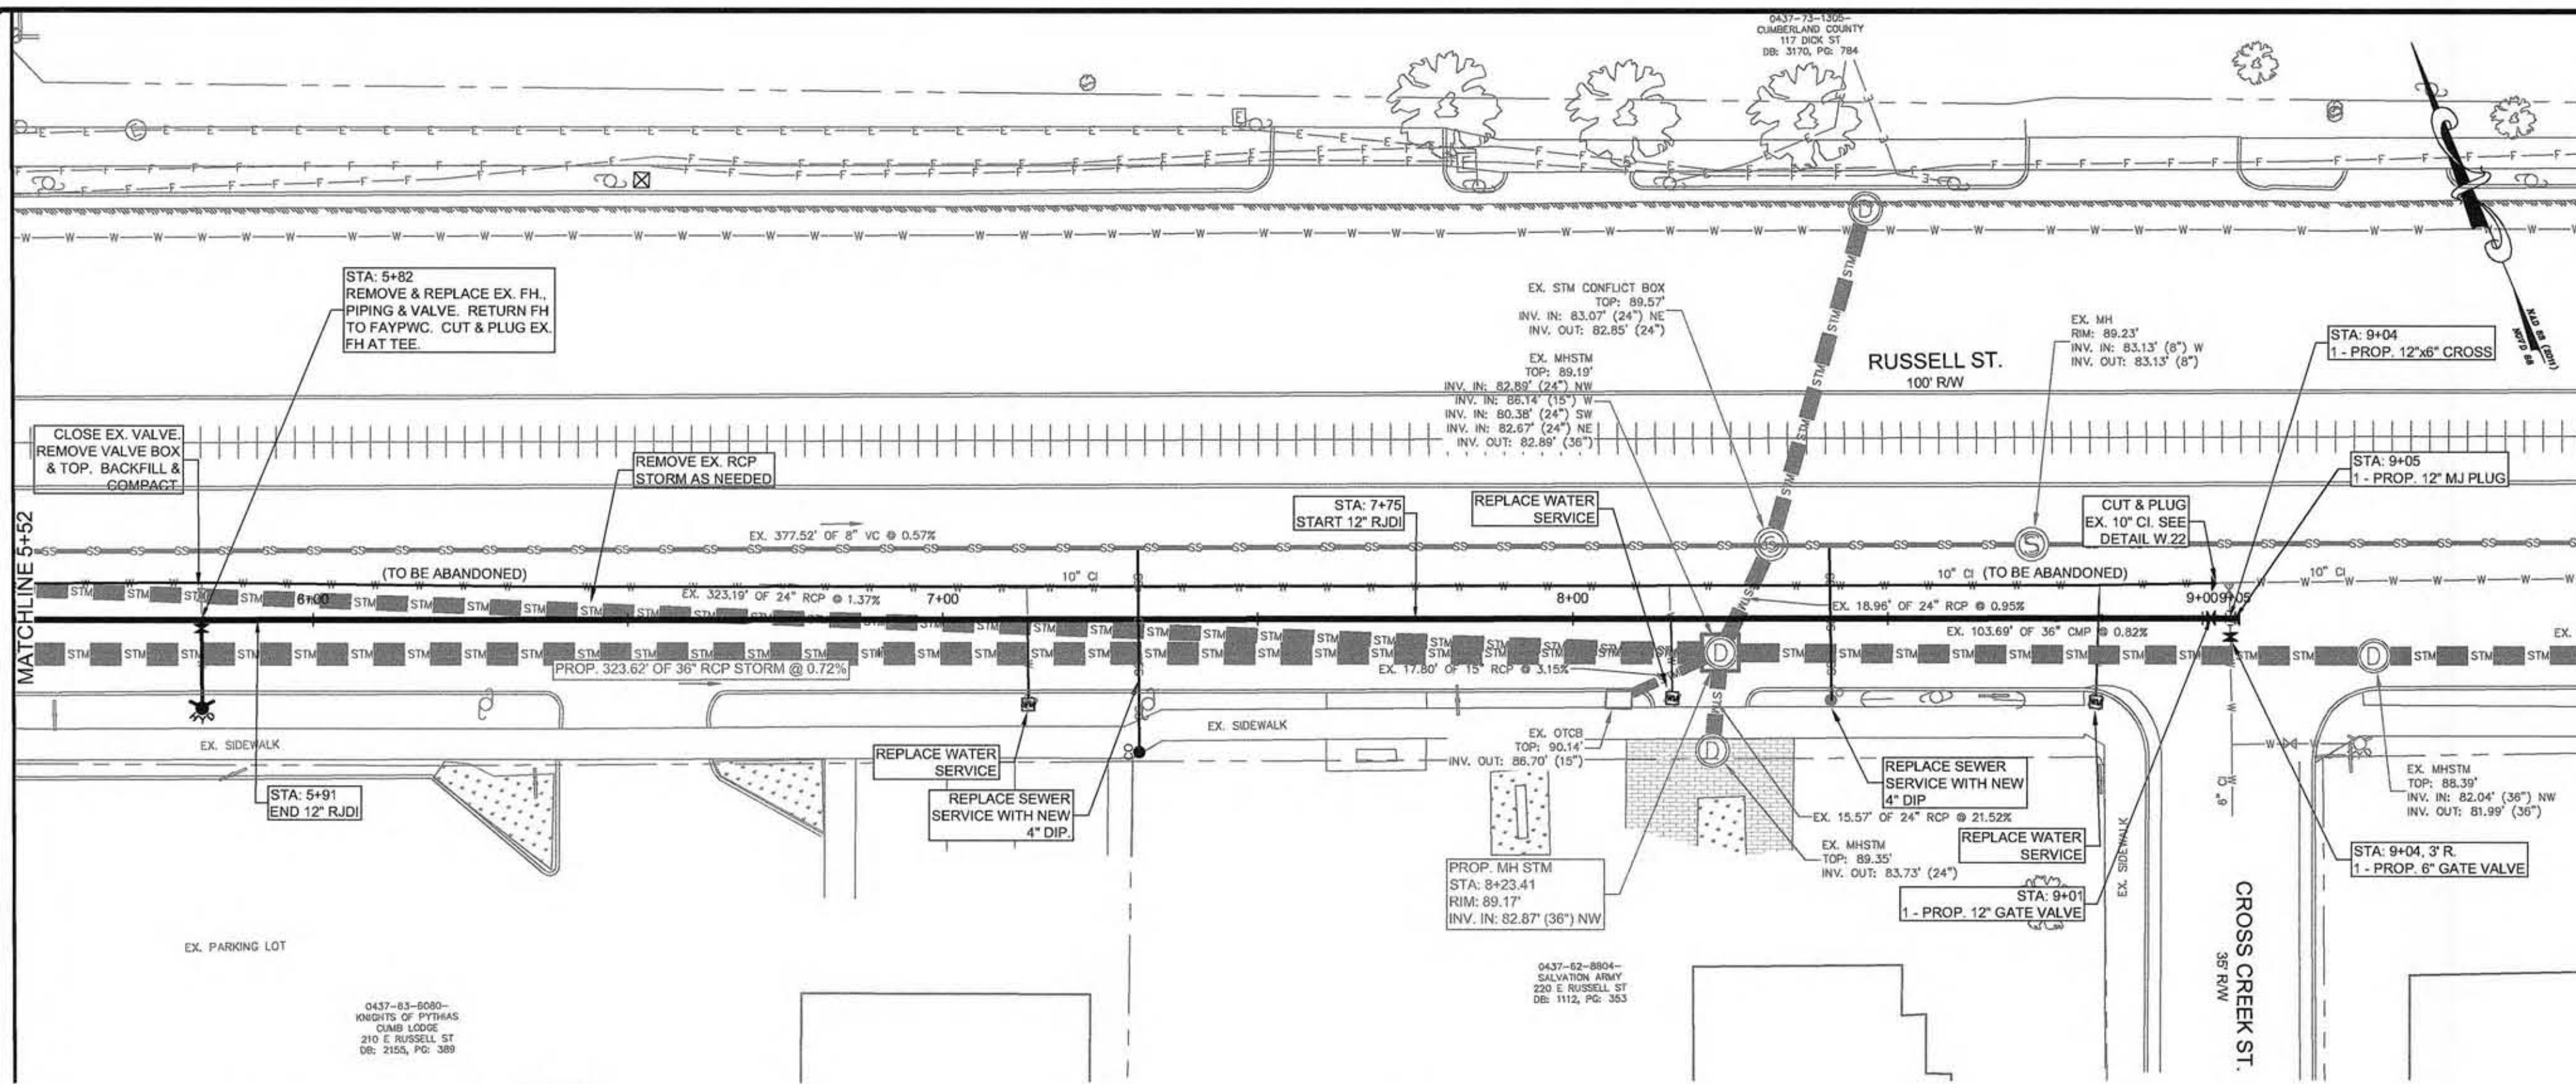 0437-73-1305-
CUMBERLAND COUNTY
117 DICK ST
DB: 3170, PG: 784
STA: 5+82
REMOVE & REPLACE EX. FH.,
PIPING & VALVE. RETURN FH
TO FAYPWC. CUT & PLUG EX.
FH AT TEE.
EX. STM CONFLICT BOX
TOP: 89.57'
INV. IN: 83.07' (24") NE
INV. OUT: 82.85' (24")
EX. MHSTM
TOP: 89.19'
INV. IN: 82.89' (24") NW
INV. IN: 86.14' (15") W
INV. IN: 80.38' (24") SW
INV. IN: 82.67' (24") NE
INV. OUT: 82.89' (36")
RUSSELL ST.
100' R/W
EX. MH
RIM: 89.23'
INV. IN: 83.13' (8") W
INV. OUT: 83.13' (8")
STA: 9+04
1 - PROP. 12"x6" CROSS
NAD 83 (2011)
NAVD 88
CLOSE EX. VALVE.
REMOVE VALVE BOX
& TOP. BACKFILL &
COMPACT
REMOVE EX. RCP
STORM AS NEEDED
STA: 7+75
START 12" RJDI
REPLACE WATER
SERVICE
CUT & PLUG
EX. 10" CI. SEE
DETAIL W.22
STA: 9+05
1 - PROP. 12" MJ PLUG
MATCHLINE 5+52
EX. 377.52' OF 8" VC @ 0.57%
(TO BE ABANDONED)
10" CI
10" CI (TO BE ABANDONED)
10" CI
EX. 323.19' OF 24" RCP @ 1.37%
6+00
7+00
8+00
9+00
9+05
EX. 18.96' OF 24" RCP @ 0.95%
EX. 103.69' OF 36" CMP @ 0.82%
EX.
PROP. 323.62' OF 36" RCP STORM @ 0.72%
EX. 17.80' OF 15" RCP @ 3.15%
EX. SIDEWALK
EX. SIDEWALK
REPLACE WATER
SERVICE
EX. OTCB
TOP: 90.14'
INV. OUT: 86.70' (15")
STA: 5+91
END 12" RJDI
REPLACE SEWER
SERVICE WITH NEW
4" DIP.
REPLACE SEWER
SERVICE WITH NEW
4" DIP
EX. 15.57' OF 24" RCP @ 21.52%
6" CI
EX. MHSTM
TOP: 88.39'
INV. IN: 82.04' (36") NW
INV. OUT: 81.99' (36")
EX. MHSTM
TOP: 89.35'
INV. OUT: 83.73' (24")
REPLACE WATER
SERVICE
EX. SIDEWALK
STA: 9+04, 3' R.
1 - PROP. 6" GATE VALVE
PROP. MH STM
STA: 8+23.41
RIM: 89.17'
INV. IN: 82.87' (36") NW
STA: 9+01
1 - PROP. 12" GATE VALVE
CROSS CREEK ST.
35' R/W
EX. PARKING LOT
0437-62-8804-
SALVATION ARMY
220 E RUSSELL ST
DB: 1112, PG: 353
0437-63-6080-
KNIGHTS OF PYTHIAS
CUMB LODGE
210 E RUSSELL ST
DB: 2155, PG: 389